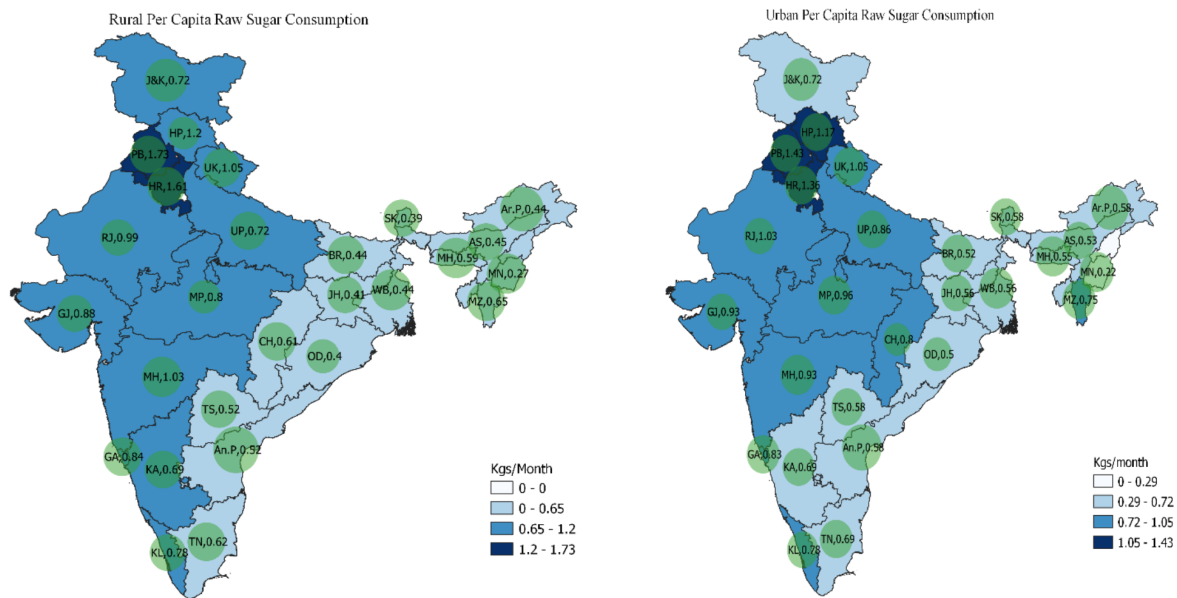 Rural Per Capita Raw Sugar Consumption
J&K,0.72
HP,1.2
PB,1.73
UK,1.05
HR,1.61
RJ,0.99
UP,0.72
SK,0.39
Ar.P,0.44
AS,0.45
BR,0.44
MH,0.59
MN,0.27
MP,0.8
JH,0.41
WB,0.44
MZ,0.65
GJ,0.88
CH,0.61
OD,0.4
MH,1.03
TS,0.52
An.P,0.52
GA,0.84
KA,0.69
TN,0.62
KL,0.78
Kgs/Month
0 - 0
0 - 0.65
0.65 - 1.2
1.2 - 1.73
Urban Per Capita Raw Sugar Consumption
J&K,0.72
HP,1.17
PB,1.43
UK,1.05
HR,1.36
RJ,1.03
UP,0.86
SK,0.58
Ar.P,0.58
AS,0.53
BR,0.52
MH,0.55
MN,0.22
MP,0.96
JH,0.56
WB,0.56
MZ,0.75
GJ,0.93
CH,0.8
OD,0.5
MH,0.93
TS,0.58
An.P,0.58
GA,0.83
KA,0.69
TN,0.69
KL,0.78
Kgs/month
0 - 0.29
0.29 - 0.72
0.72 - 1.05
1.05 - 1.43